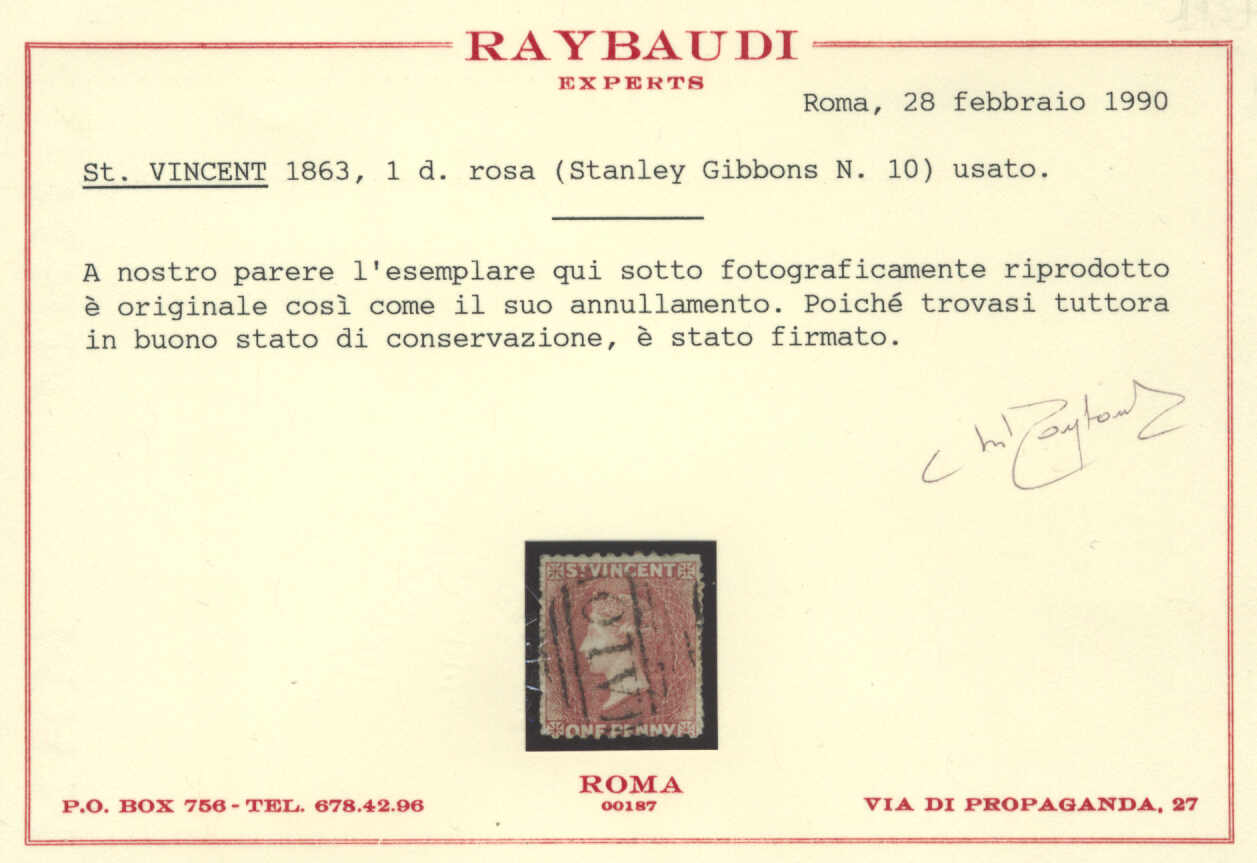 RAYBAUDI
EXPERTS
Roma, 28 febbraio 1990
St. VINCENT 1863, 1 d. rosa (Stanley Gibbons N. 10) usato.
A nostro parere l'esemplare qui sotto fotograficamente riprodotto
è originale così come il suo annullamento. Poiché trovasi tuttora
in buono stato di conservazione, è stato firmato.
ST VINCENT
ONE PENNY
P.O. BOX 756 - TEL. 678.42.96
ROMA
00187
VIA DI PROPAGANDA, 27